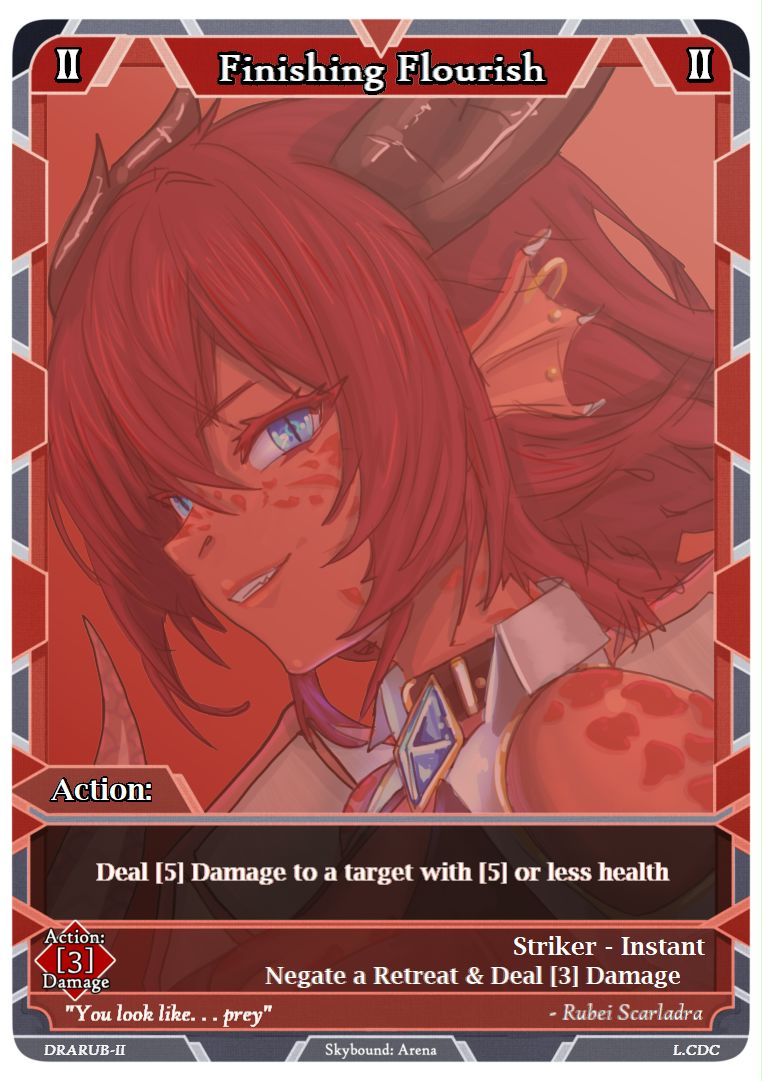 II Finishing Flourish II
Action:
Deal [5] Damage to a target with [5] or less health
Action:
[3]
Damage
Striker - Instant
Negate a Retreat & Deal [3] Damage
"You look like. . . prey" - Rubei Scarladra
DRARUB-II Skybound: Arena L.CDC